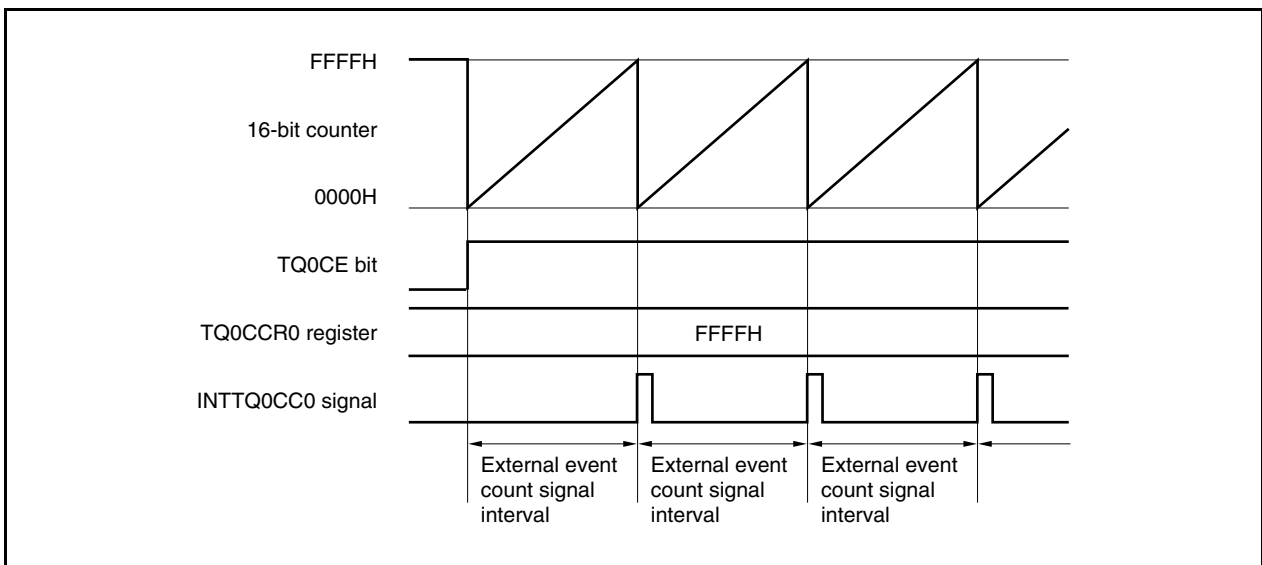 FFFFH
16-bit counter
0000H
TQ0CE bit
TQ0CCR0 register
FFFFH
INTTQ0CC0 signal
External event
count signal
interval
External event
count signal
interval
External event
count signal
interval